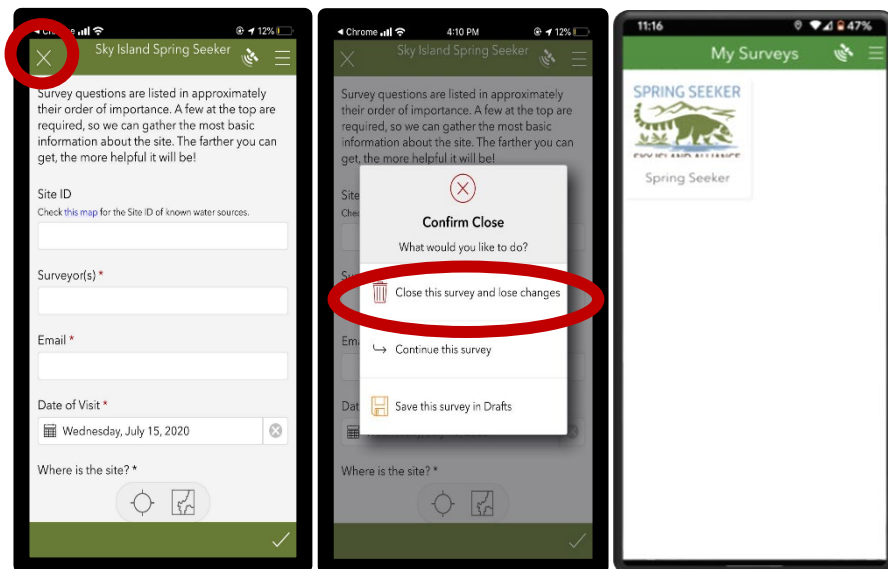 Chrome
12%
Sky Island Spring Seeker
Survey questions are listed in approximately
their order of importance. A few at the top are
required, so we can gather the most basic
information about the site. The farther you can
get, the more helpful it will be!
Site ID
Check this map for the Site ID of known water sources.
Surveyor(s) *
Email *
Date of Visit *
Wednesday, July 15, 2020
Where is the site? *
Chrome 4:10 PM 12%
Sky Island Spring Seeker
Survey questions are listed in approximately
their order of importance. A few at the top are
required, so we can gather the most basic
information about the site. The farther you can
get, the more helpful it will be!
Site
Confirm Close
What would you like to do?
Close this survey and lose changes
Ema
Continue this survey
Dat
Save this survey in Drafts
Where is the site? *
11:16 47%
My Surveys
SPRING SEEKER
SKY ISLAND ALLIANCE
Spring Seeker